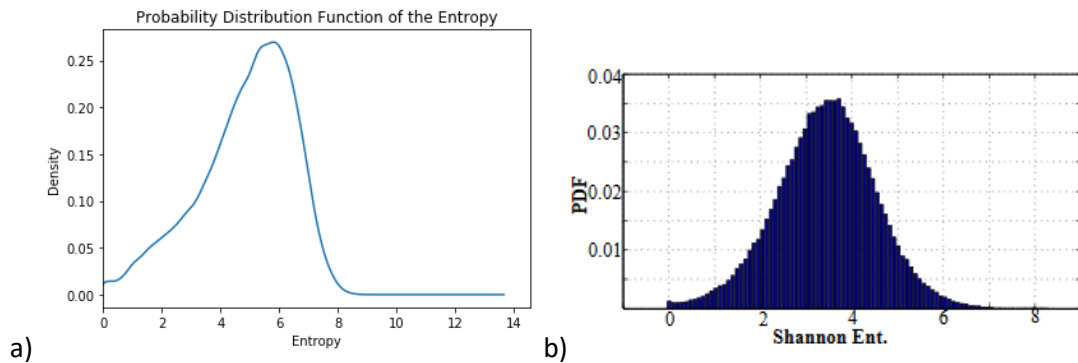 Probability Distribution Function of the Entropy
0.25
0.20
0.15
0.10
0.05
0.00
Density
0 2 4 6 8 10 12 14
Entropy
a)
0.04
0.03
0.02
0.01
PDF
0 2 4 6 8
Shannon Ent.
b)